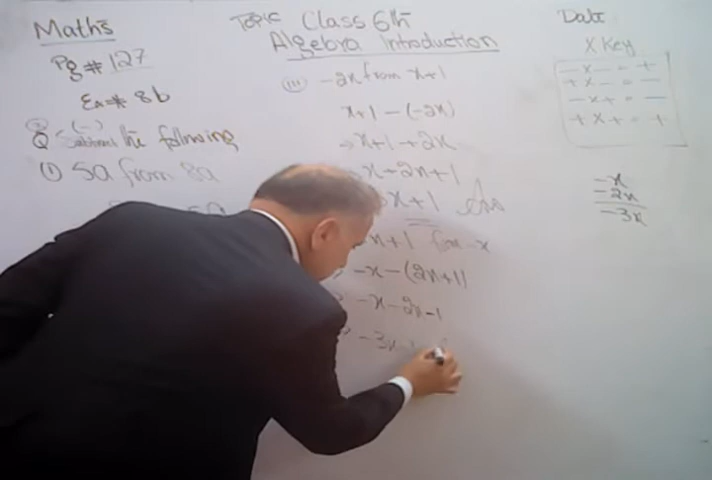 Maths
Topic Class 6th
Date
Algebra Introduction
X Key
Pg # 127
Ex # 8b
Q (-) Subtract the following
(1) 5a from 8a
(iii) -2x from x+1
x+1 - (-2x)
x+1 +2x
x+2x+1
x+1 Ans
x+1 from -x
-x-(2x+1)
-x-2x-1
-3x-1
- x - = +
+ x - = -
- x + = -
+ x + = +
-x
-2x
-3x